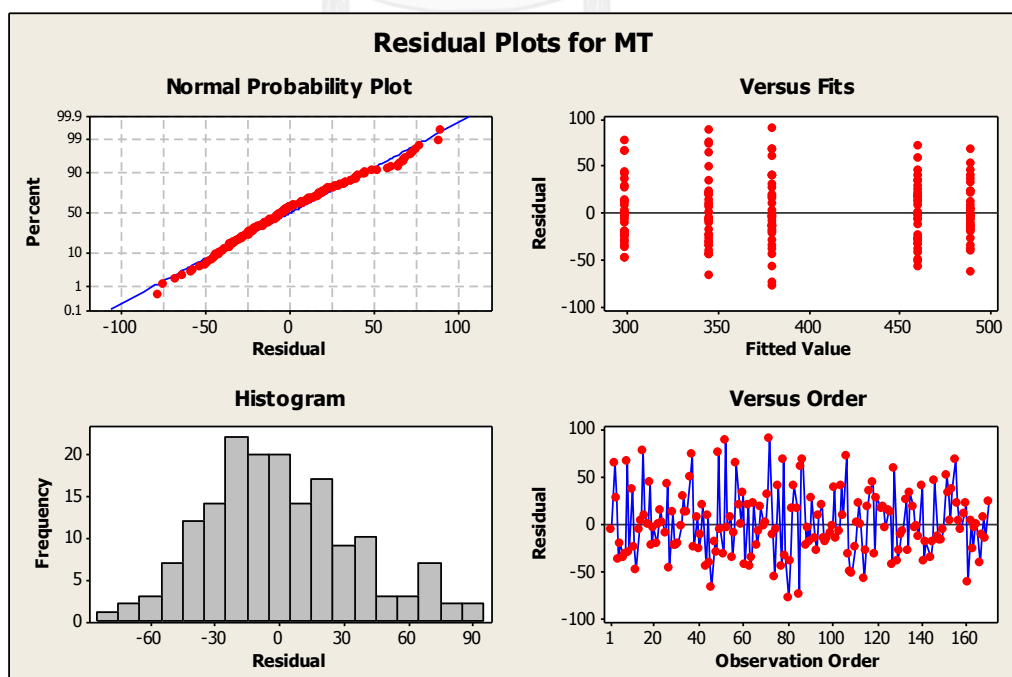 Residual Plots for MT
Normal Probability Plot
99.9
99
90
50
10
1
0.1
Percent
-100 -50 0 50 100
Residual
Versus Fits
100
50
0
-50
-100
Residual
300 350 400 450 500
Fitted Value
Histogram
20
15
10
5
0
Frequency
-60 -30 0 30 60 90
Residual
Versus Order
100
50
0
-50
-100
Residual
1 20 40 60 80 100 120 140 160
Observation Order